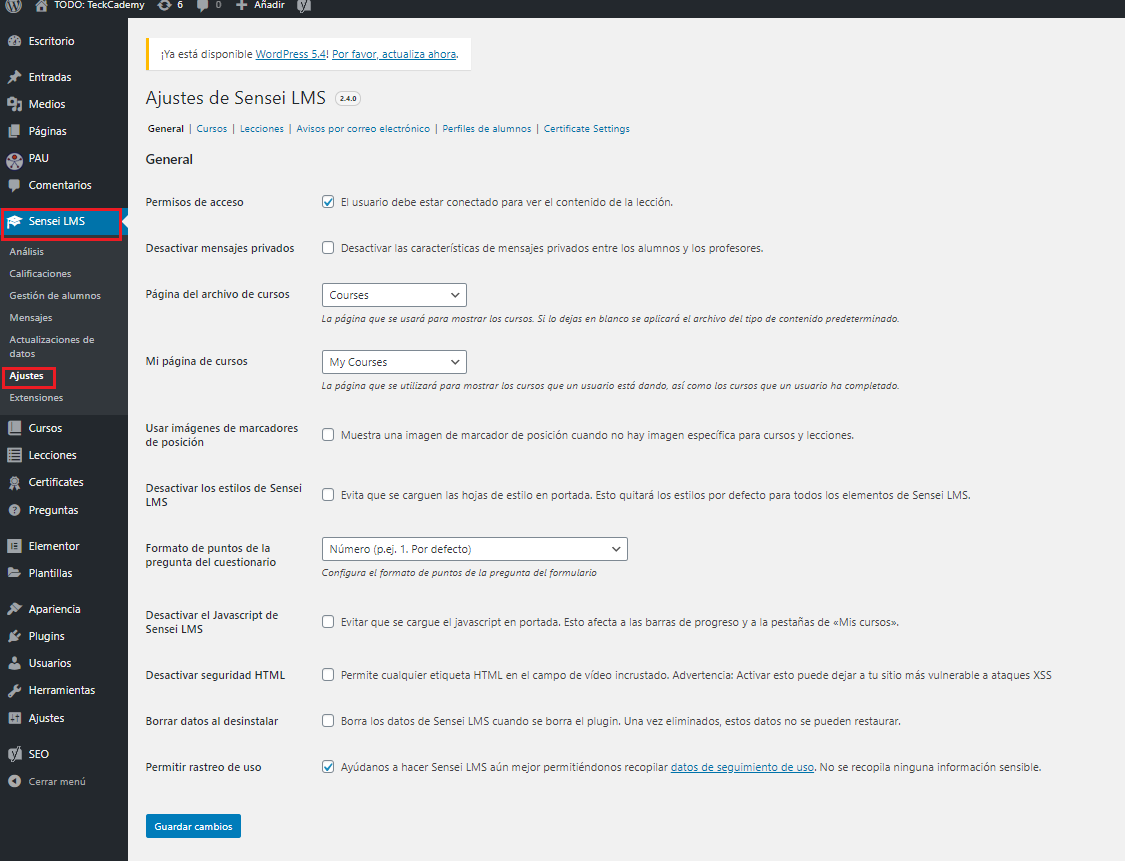 TODO: TeckCademy 6 0 Añadir
Escritorio
Entradas
Medios
Páginas
PAU
Comentarios
Sensei LMS
Análisis
Calificaciones
Gestión de alumnos
Mensajes
Actualizaciones de
datos
Ajustes
Extensiones
Cursos
Lecciones
Certificates
Preguntas
Elementor
Plantillas
Apariencia
Plugins
Usuarios
Herramientas
Ajustes
SEO
Cerrar menú
¡Ya está disponible WordPress 5.4! Por favor, actualiza ahora.
Ajustes de Sensei LMS 2.4.0
General | Cursos | Lecciones | Avisos por correo electrónico | Perfiles de alumnos | Certificate Settings
General
Permisos de acceso
El usuario debe estar conectado para ver el contenido de la lección.
Desactivar mensajes privados
Desactivar las características de mensajes privados entre los alumnos y los profesores.
Página del archivo de cursos
Courses
La página que se usará para mostrar los cursos. Si lo dejas en blanco se aplicará el archivo del tipo de contenido predeterminado.
Mi página de cursos
My Courses
La página que se utilizará para mostrar los cursos que un usuario está dando, así como los cursos que un usuario ha completado.
Usar imágenes de marcadores
de posición
Muestra una imagen de marcador de posición cuando no hay imagen específica para cursos y lecciones.
Desactivar los estilos de Sensei
LMS
Evita que se carguen las hojas de estilo en portada. Esto quitará los estilos por defecto para todos los elementos de Sensei LMS.
Formato de puntos de la
pregunta del cuestionario
Número (p.ej. 1. Por defecto)
Configura el formato de puntos de la pregunta del formulario
Desactivar el Javascript de
Sensei LMS
Evitar que se cargue el javascript en portada. Esto afecta a las barras de progreso y a la pestañas de «Mis cursos».
Desactivar seguridad HTML
Permite cualquier etiqueta HTML en el campo de vídeo incrustado. Advertencia: Activar esto puede dejar a tu sitio más vulnerable a ataques XSS
Borrar datos al desinstalar
Borra los datos de Sensei LMS cuando se borra el plugin. Una vez eliminados, estos datos no se pueden restaurar.
Permitir rastreo de uso
Ayúdanos a hacer Sensei LMS aún mejor permitiéndonos recopilar datos de seguimiento de uso. No se recopila ninguna información sensible.
Guardar cambios